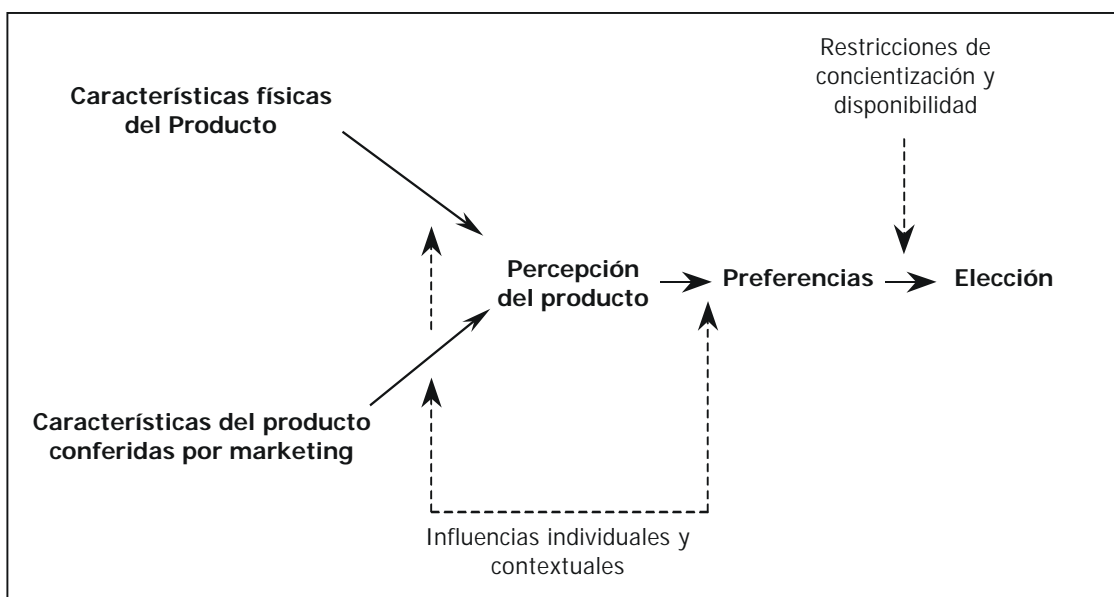 Restricciones de
concientización y
disponibilidad
Características físicas
del Producto
Percepción
del producto
Preferencias
Elección
Características del producto
conferidas por marketing
Influencias individuales y
contextuales